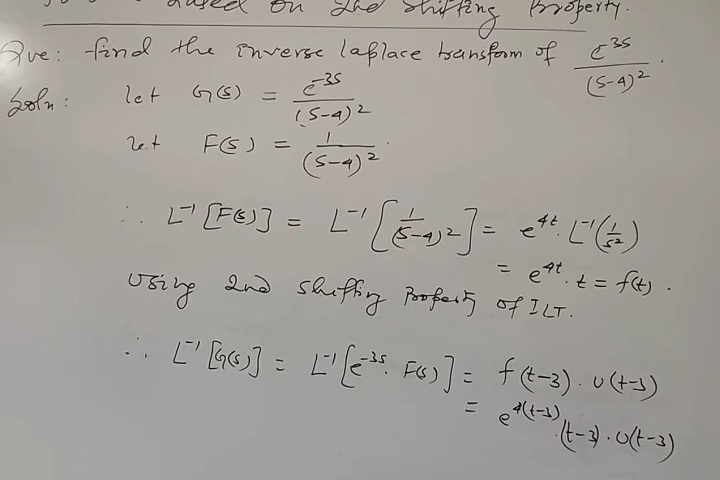 based on 2nd shifting Property.
Que: find the inverse laplace transform of e^3s / (s-4)^2 .
Soln: let G(s) = e^-3s / (s-4)^2
let F(s) = 1 / (s-4)^2 .
∴ L^-1 [F(s)] = L^-1 [1 / (s-4)^2] = e^4t . L^-1 (1/s^2)
= e^4t . t = f(t) .
Using 2nd shifting Property of ILT.
∴ L^-1 [G(s)] = L^-1 [e^-3s . F(s)] = f(t-3) . u(t-3)
= e^4(t-3) . (t-3) . u(t-3)